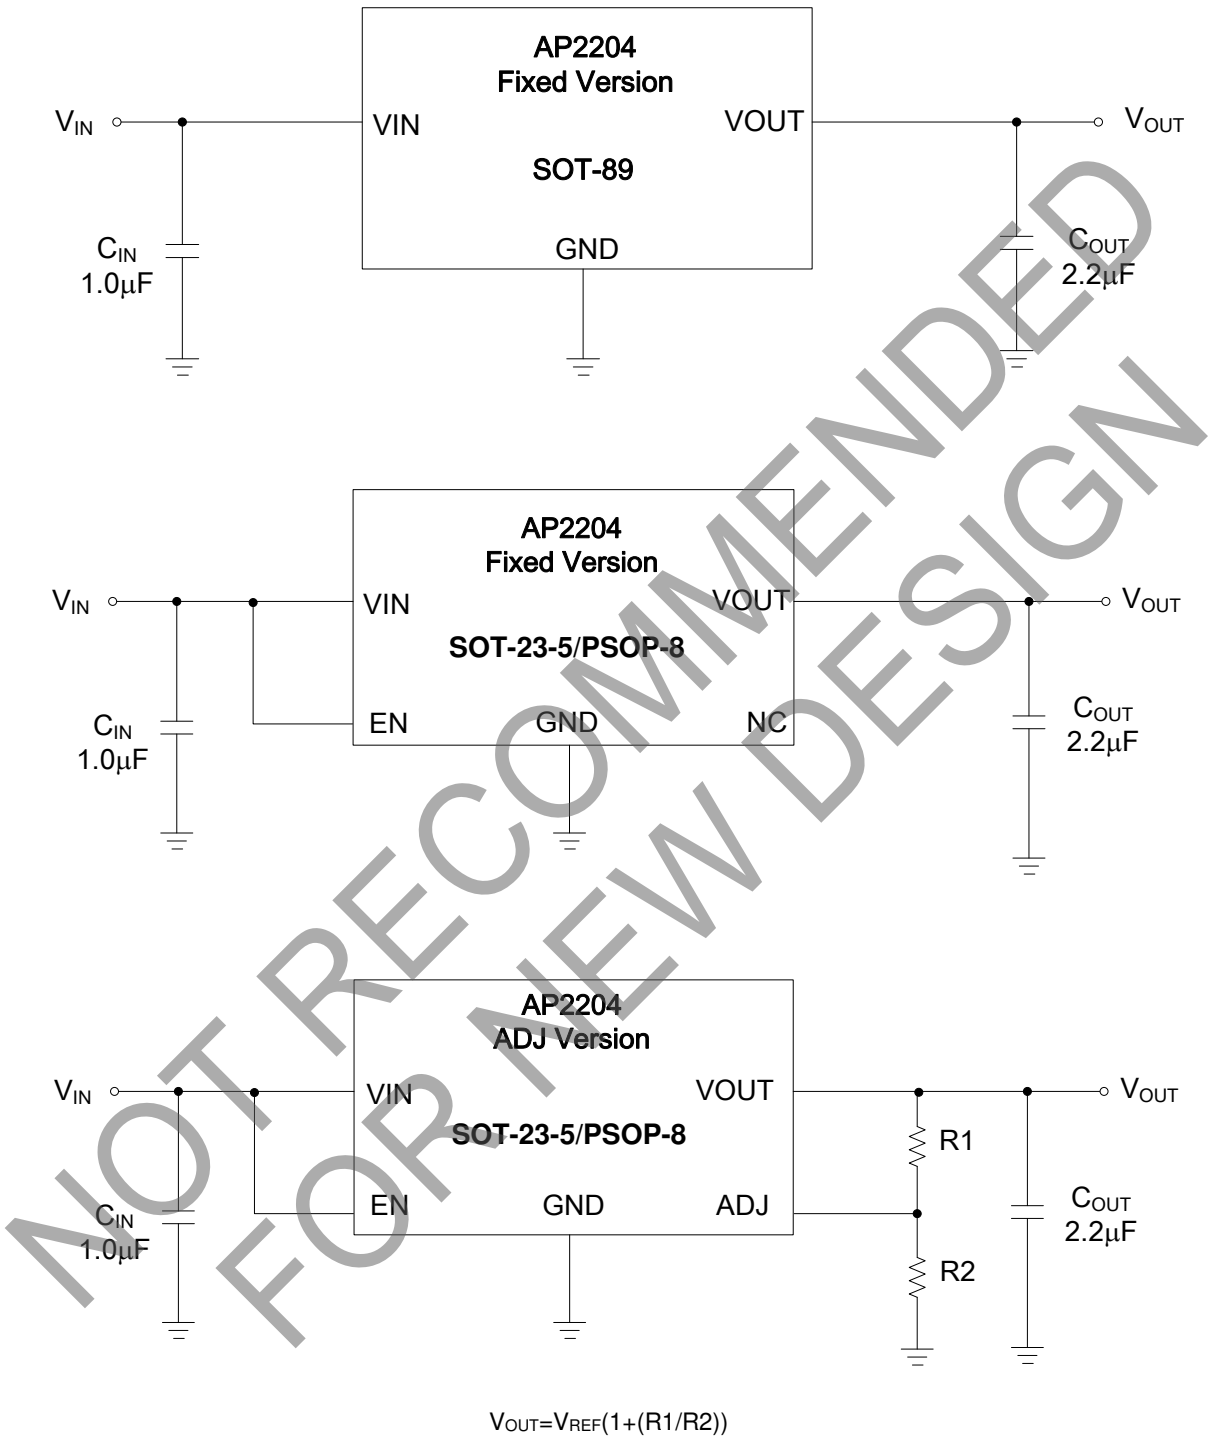 AP2204
Fixed Version
VIN VIN VOUT VOUT
SOT-89
GND
CIN
1.0μF
COUT
2.2μF
AP2204
Fixed Version
VIN VIN VOUT VOUT
SOT-23-5/PSOP-8
EN GND NC
CIN
1.0μF
COUT
2.2μF
AP2204
ADJ Version
VIN VIN VOUT VOUT
SOT-23-5/PSOP-8
R1
EN GND ADJ
CIN
1.0μF
COUT
2.2μF
R2
VOUT=VREF(1+(R1/R2))
NOT RECOMMENDED
FOR NEW DESIGN